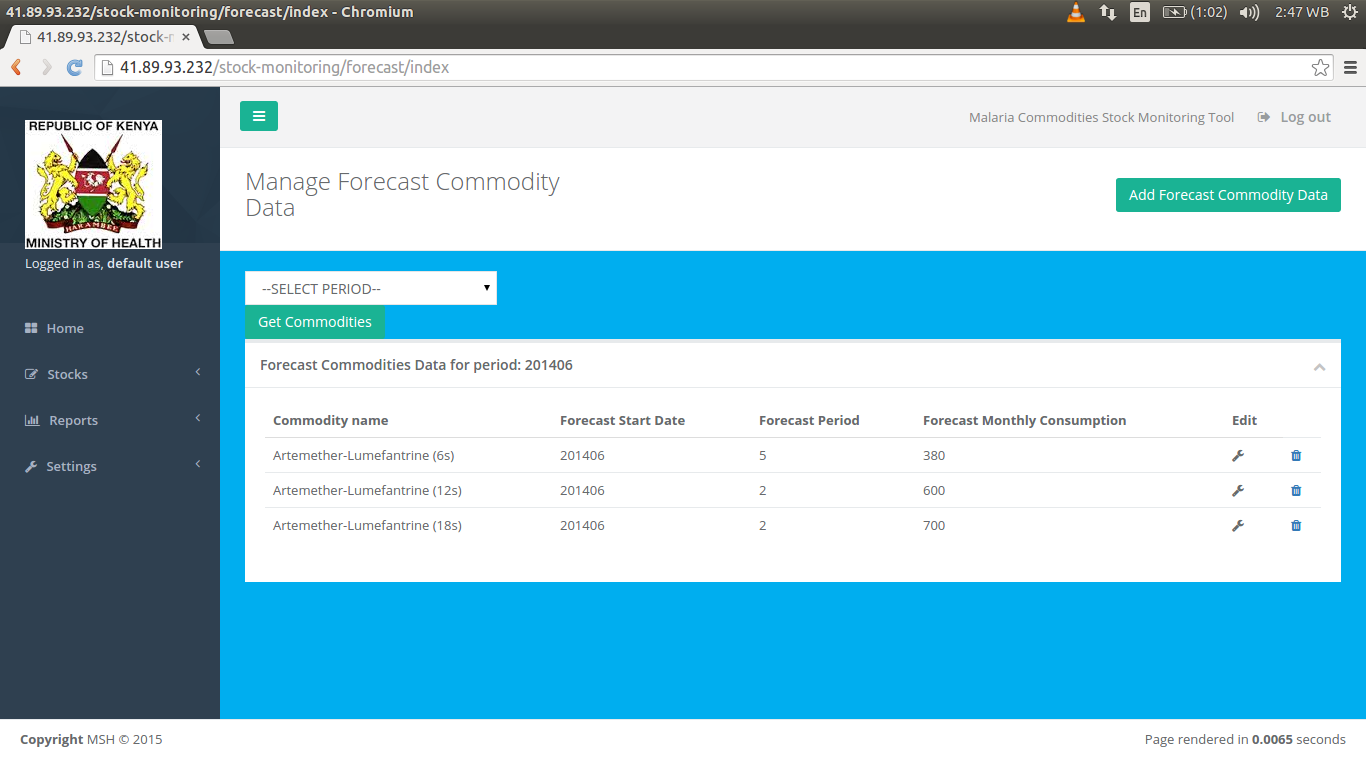 41.89.93.232/stock-monitoring/forecast/index - Chromium
En
(1:02)
2:47 WB
41.89.93.232/stock-r
41.89.93.232/stock-monitoring/forecast/index
REPUBLIC OF KENYA
HARAMBEE
MINISTRY OF HEALTH
Logged in as, default user
Home
Stocks
Reports
Settings
Malaria Commodities Stock Monitoring Tool
Log out
Manage Forecast Commodity
Data
Add Forecast Commodity Data
--SELECT PERIOD--
Get Commodities
Forecast Commodities Data for period: 201406
Commodity name Forecast Start Date Forecast Period Forecast Monthly Consumption Edit
Artemether-Lumefantrine (6s) 201406 5 380
Artemether-Lumefantrine (12s) 201406 2 600
Artemether-Lumefantrine (18s) 201406 2 700
Copyright MSH © 2015
Page rendered in 0.0065 seconds